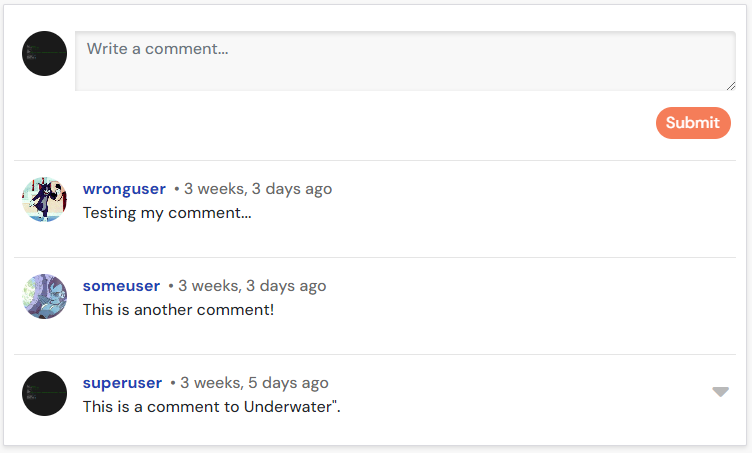 Write a comment...
Submit
wronguser • 3 weeks, 3 days ago
Testing my comment...
someuser • 3 weeks, 3 days ago
This is another comment!
superuser • 3 weeks, 5 days ago
This is a comment to Underwater".